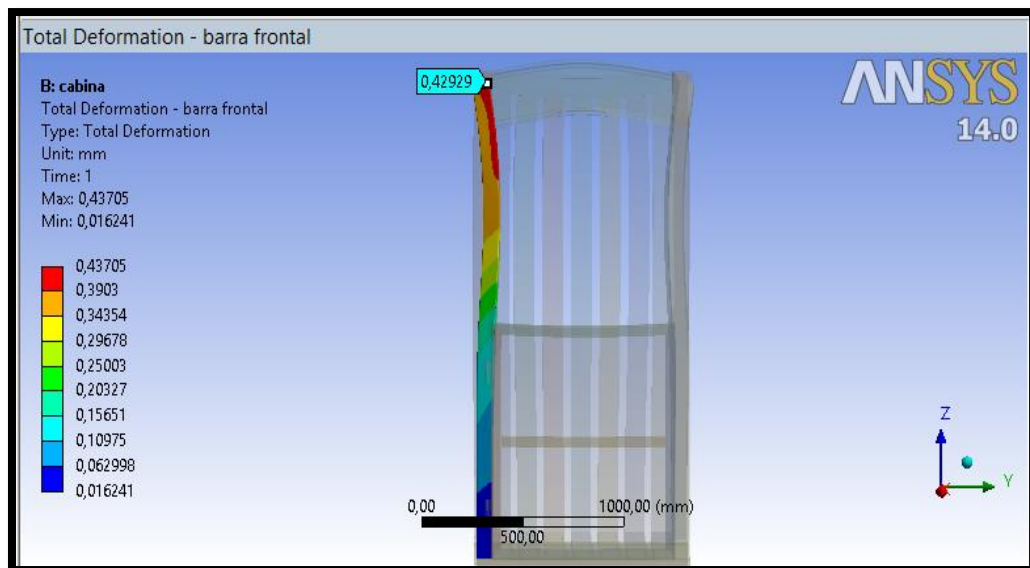 Total Deformation - barra frontal
B: cabina
Total Deformation - barra frontal
Type: Total Deformation
Unit: mm
Time: 1
Max: 0,43705
Min: 0,016241
0,43705
0,3903
0,34354
0,29678
0,25003
0,20327
0,15651
0,10975
0,062998
0,016241
0,42929
ANSYS
14.0
Z
Y
0,00
1000,00 (mm)
500,00